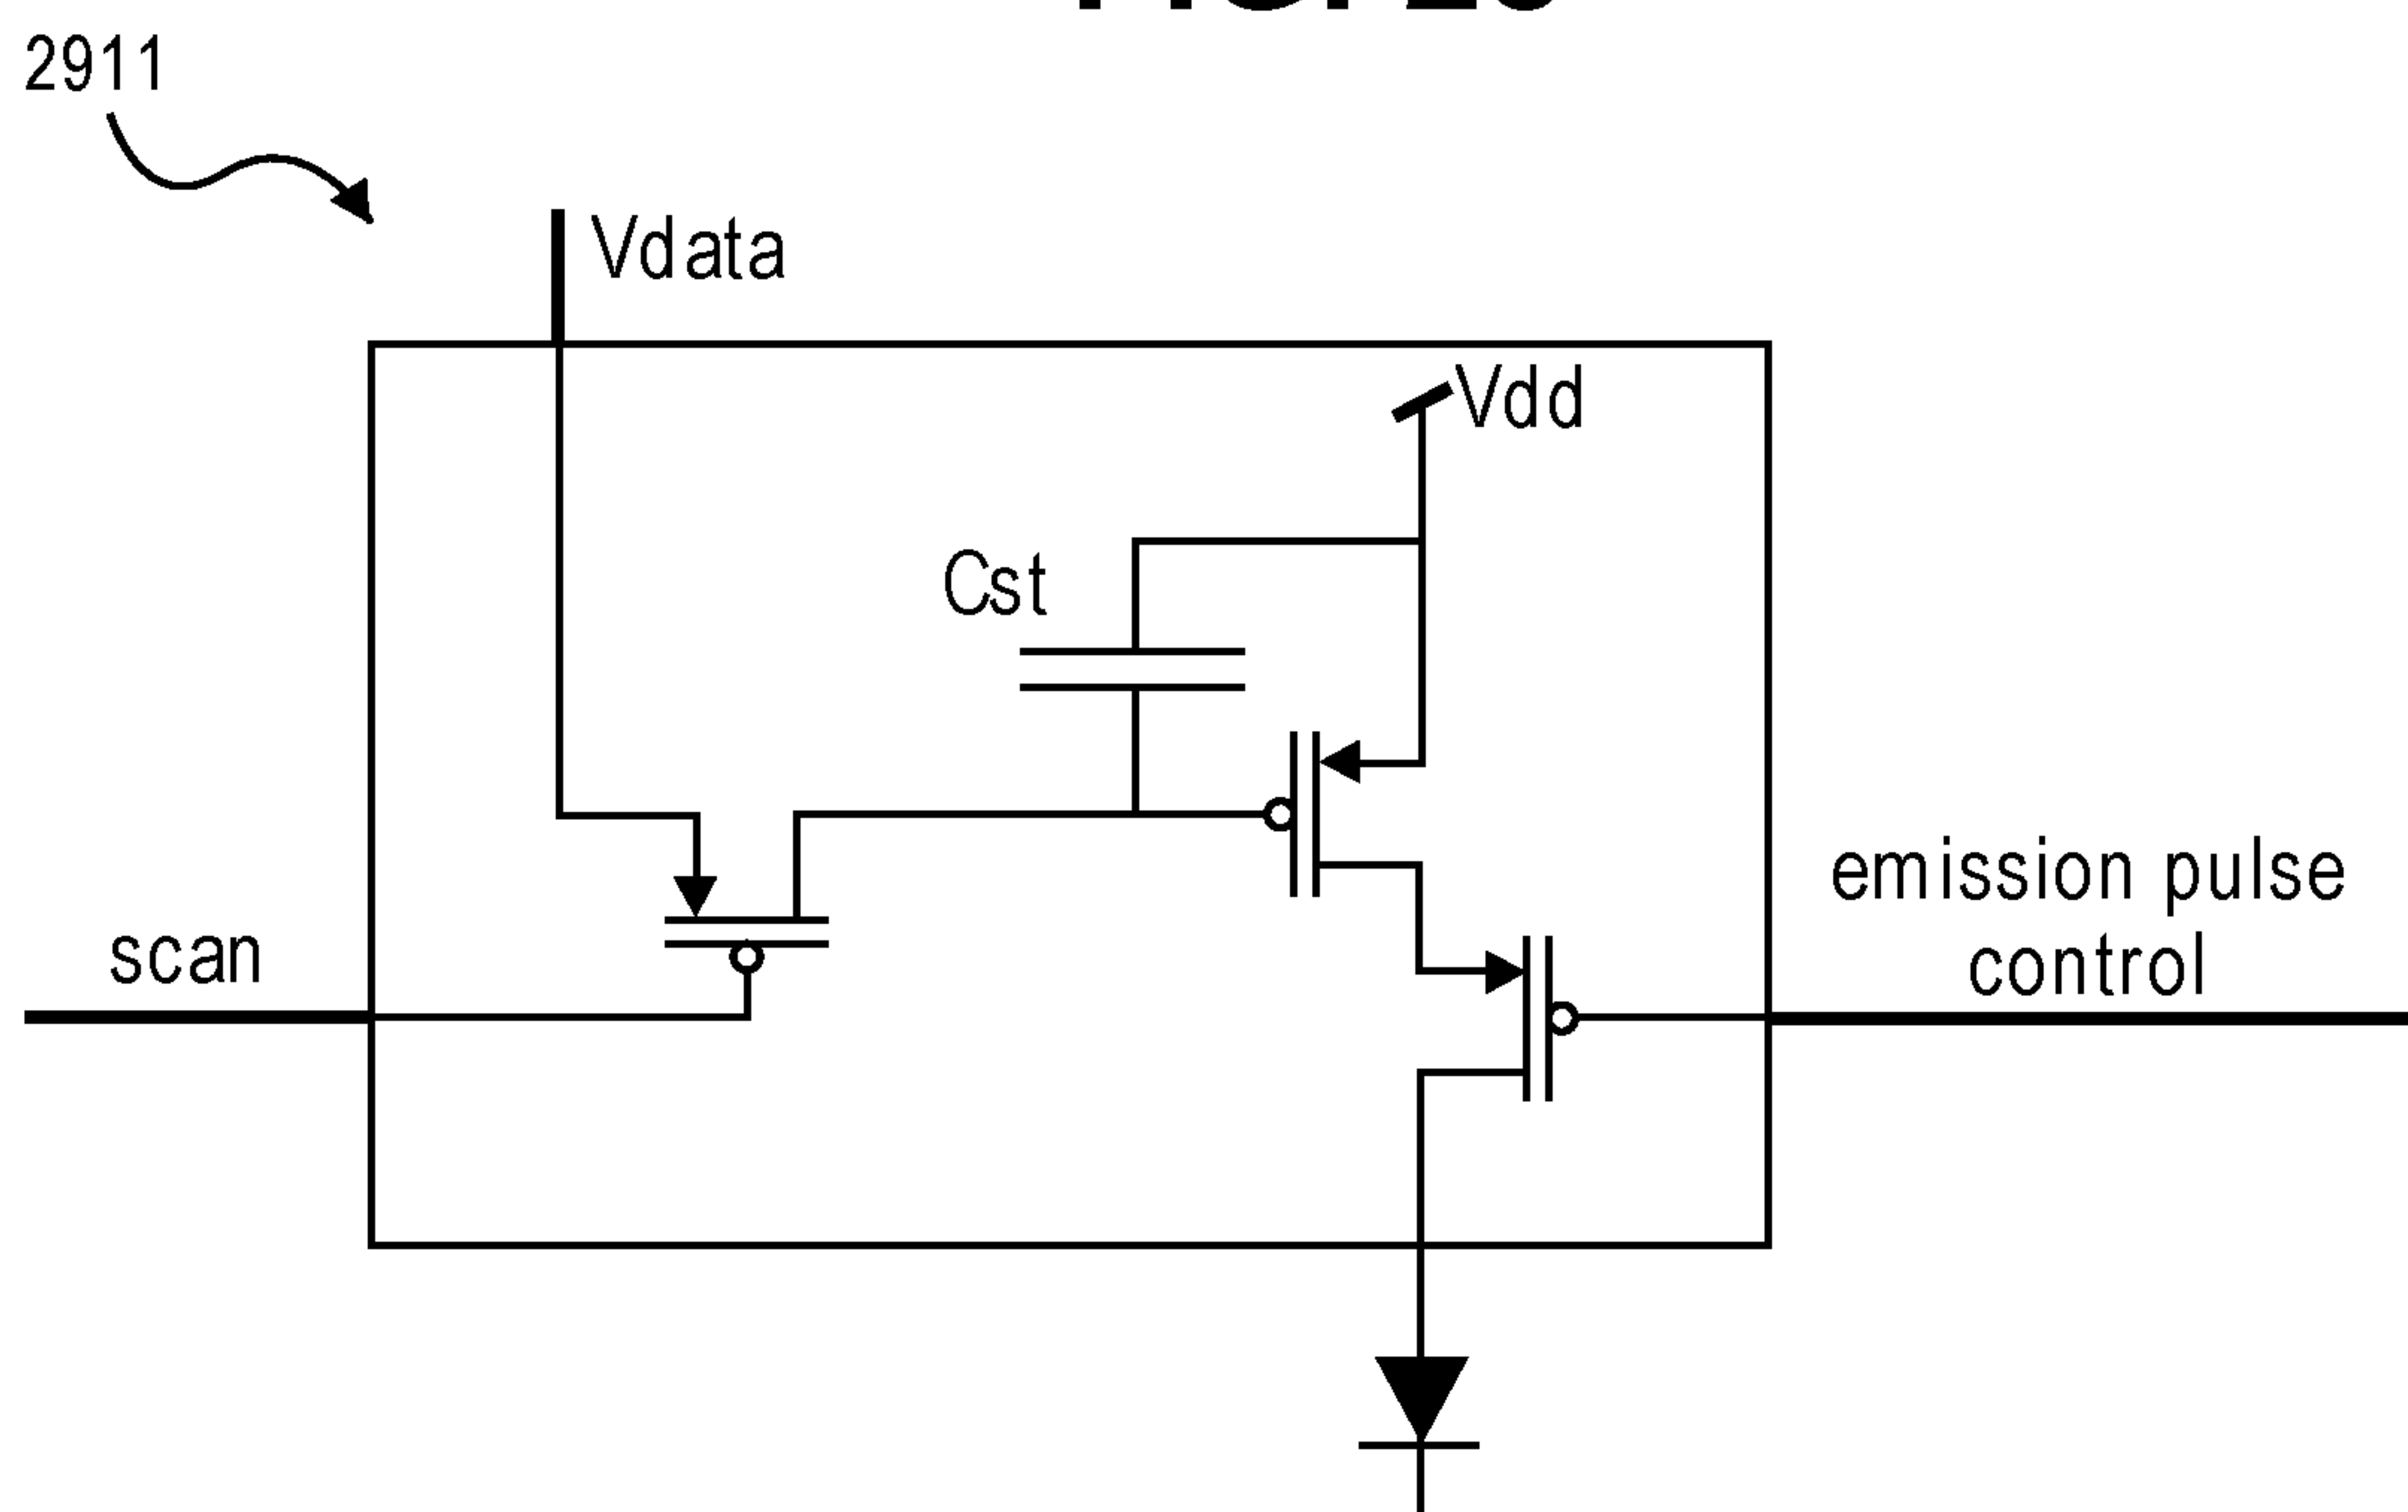 2911
Vdata
Vdd
Cst
emission pulse
control
scan